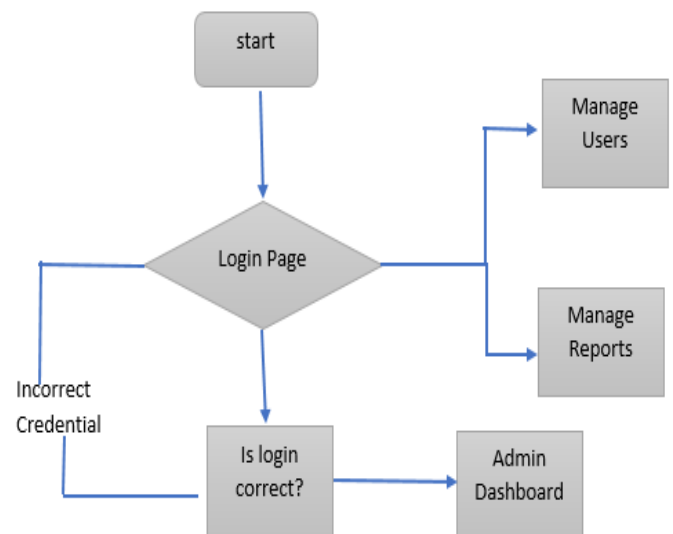 start
Manage
Users
Login Page
Manage
Reports
Incorrect
Credential
Is login
correct?
Admin
Dashboard